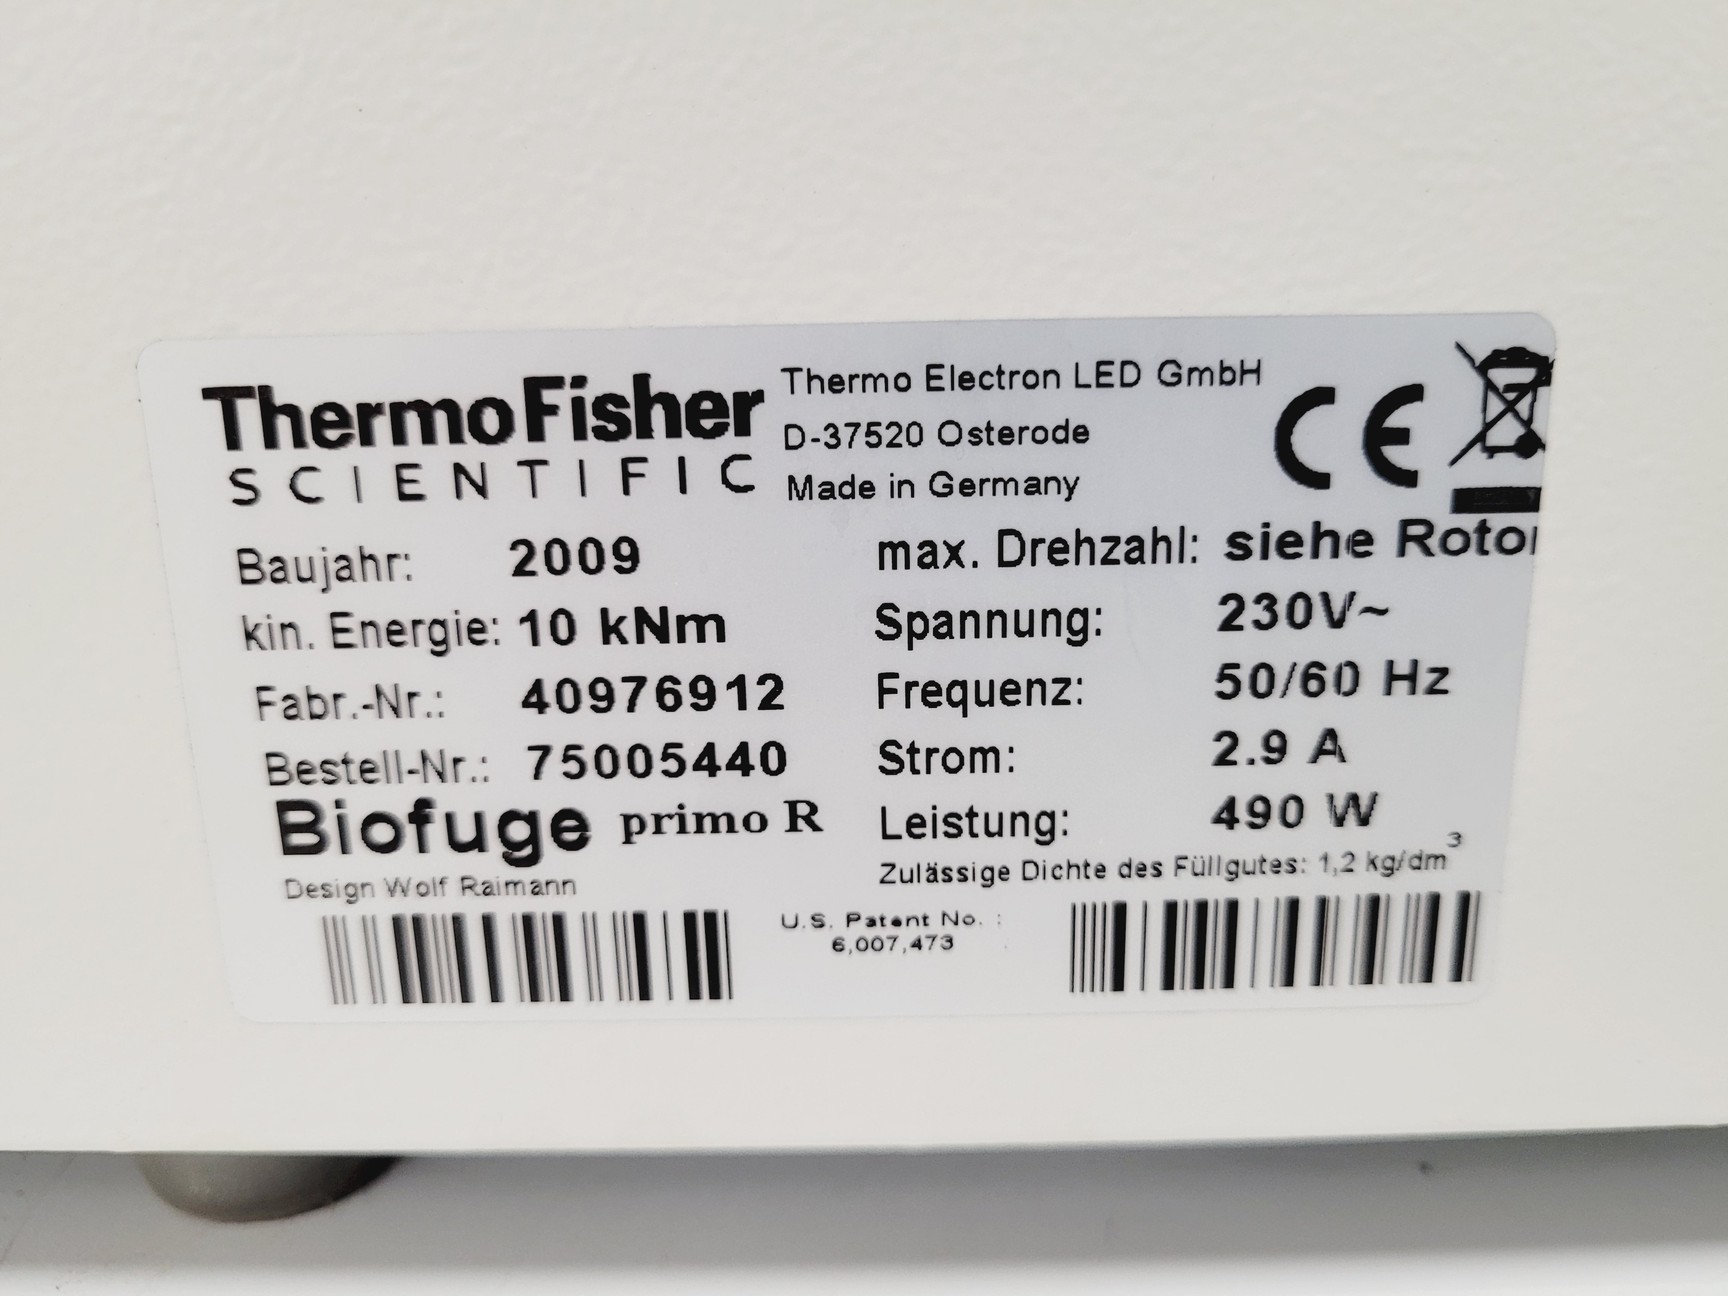 ThermoFisher
SCIENTIFIC
Thermo Electron LED GmbH
D-37520 Osterode
Made in Germany
CE
Baujahr: 2009
kin. Energie: 10 kNm
Fabr.-Nr.: 40976912
Bestell-Nr.: 75005440
Biofuge primo R
Design Wolf Raimann
max. Drehzahl: siehe Rotor
Spannung: 230V~
Frequenz: 50/60 Hz
Strom: 2.9 A
Leistung: 490 W
Zulässige Dichte des Füllgutes: 1,2 kg/dm³
U.S. Patent No. :
6,007,473